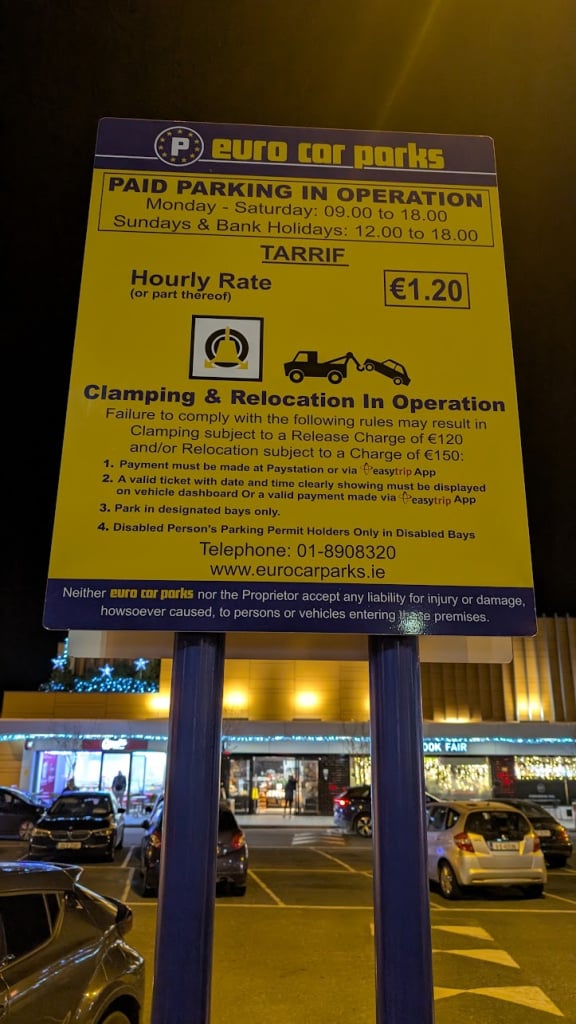 P euro car parks
PAID PARKING IN OPERATION
Monday - Saturday: 09.00 to 18.00
Sundays & Bank Holidays: 12.00 to 18.00
TARRIF
Hourly Rate
(or part thereof)
€1.20
Clamping & Relocation In Operation
Failure to comply with the following rules may result in
Clamping subject to a Release Charge of €120
and/or Relocation subject to a Charge of €150:
1. Payment must be made at Paystation or via easytrip App
2. A valid ticket with date and time clearly showing must be displayed
on vehicle dashboard Or a valid payment made via easytrip App
3. Park in designated bays only.
4. Disabled Person's Parking Permit Holders Only in Disabled Bays
Telephone: 01-8908320
www.eurocarparks.ie
Neither euro car parks nor the Proprietor accept any liability for injury or damage,
howsoever caused, to persons or vehicles entering these premises.
FAIR